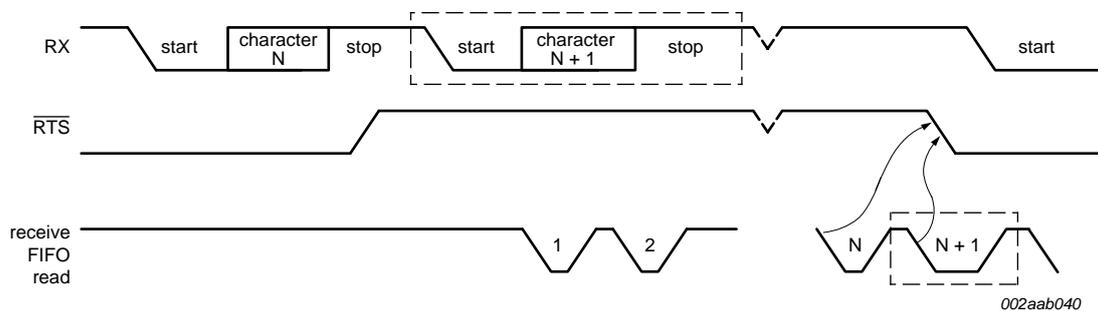 RX
start
character
N
stop
start
character
N + 1
stop
start
RTS
receive
FIFO
read
1
2
N
N + 1
002aab040